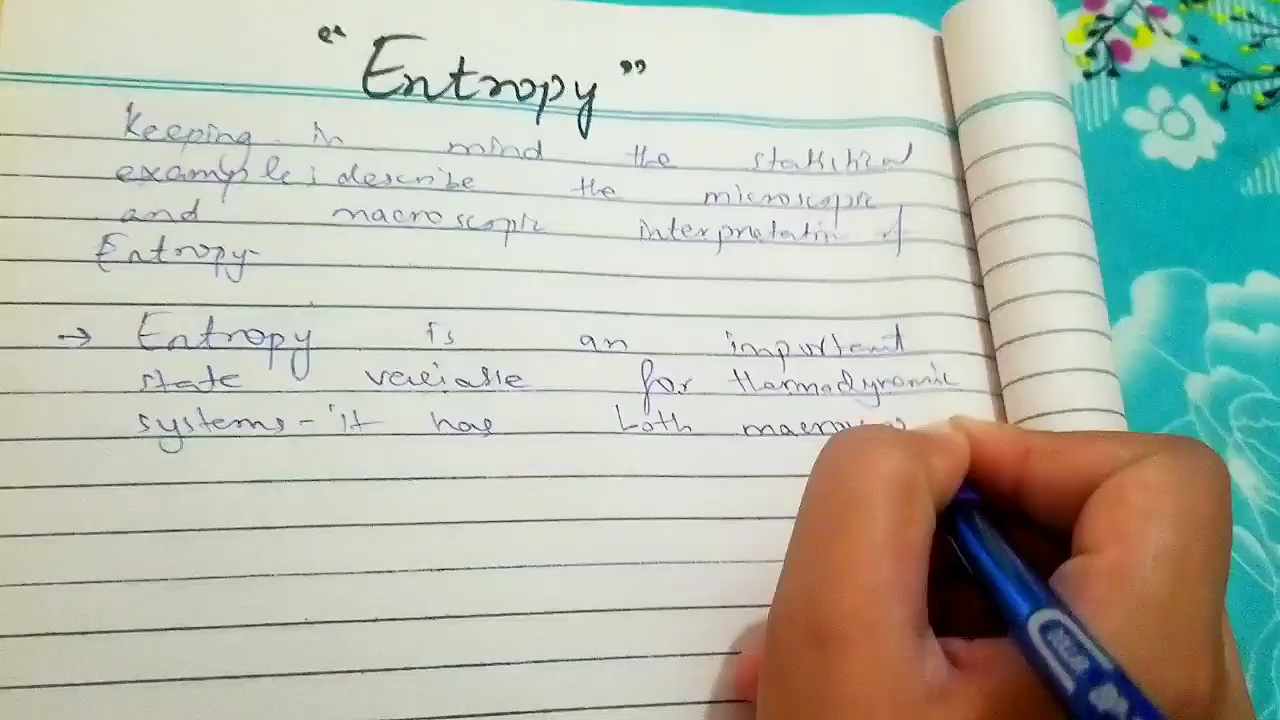 “Entropy”
Keeping in mind the statistical
example; describe the microscopic
and macroscopic interpretation of
Entropy-
→ Entropy is an important
state variable for thermodynamic
systems - it has both